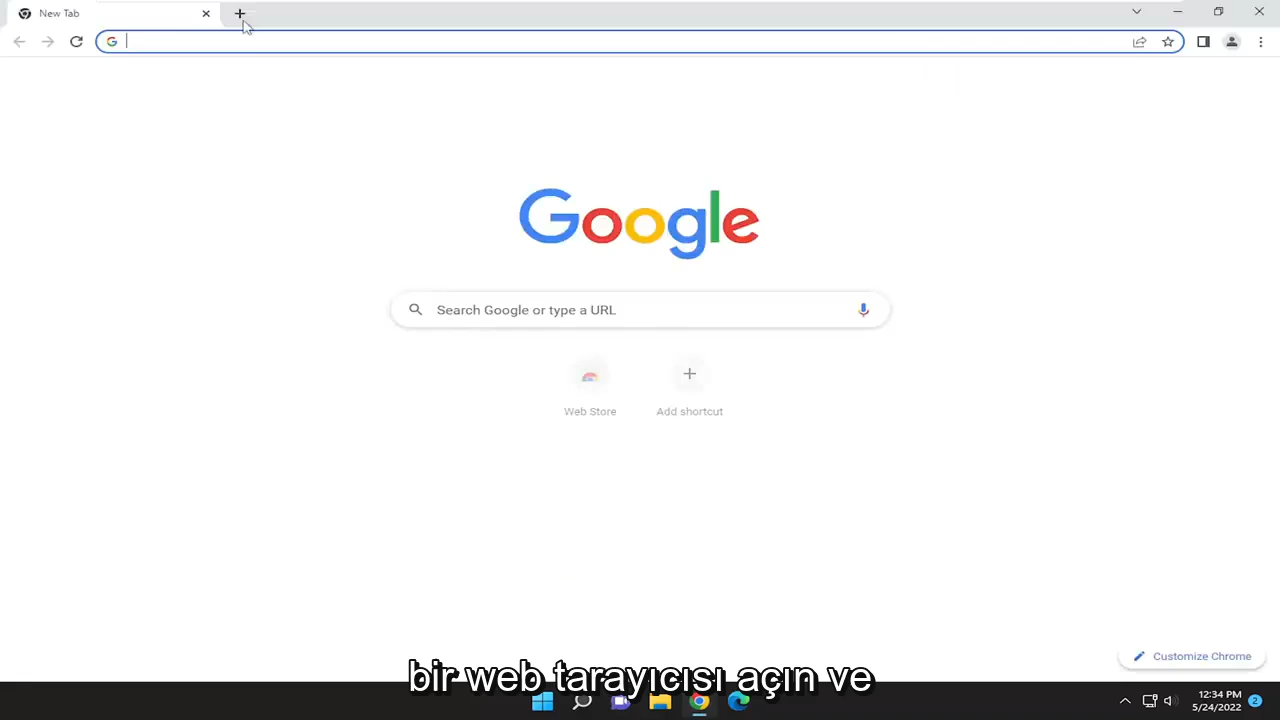 New Tab
Google
Search Google or type a URL
Web Store
Add shortcut
Customize Chrome
bir web tarayıcısı açın ve
12:34 PM
5/24/2022
2